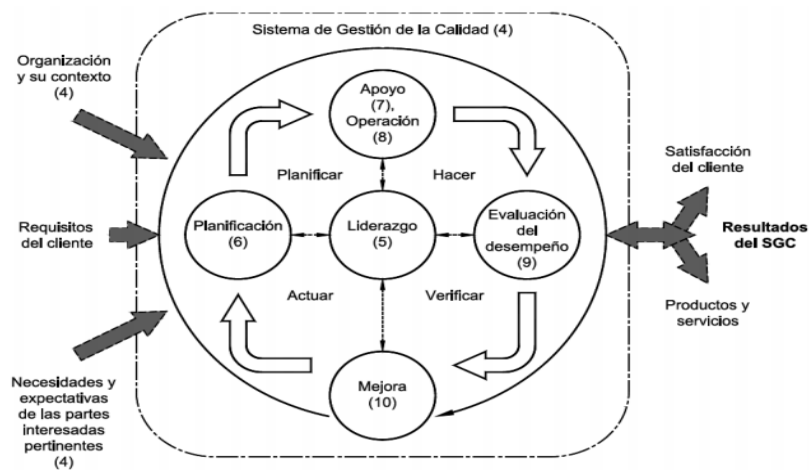 Sistema de Gestión de la Calidad (4)
Organización
y su contexto
(4)
Requisitos
del cliente
Necesidades y
expectativas
de las partes
interesadas
pertinentes
(4)
Apoyo
(7),
Operación
(8)
Planificar
Hacer
Planificación
(6)
Liderazgo
(5)
Evaluación
del
desempeño
(9)
Actuar
Verificar
Mejora
(10)
Satisfacción
del cliente
Resultados
del SGC
Productos y
servicios